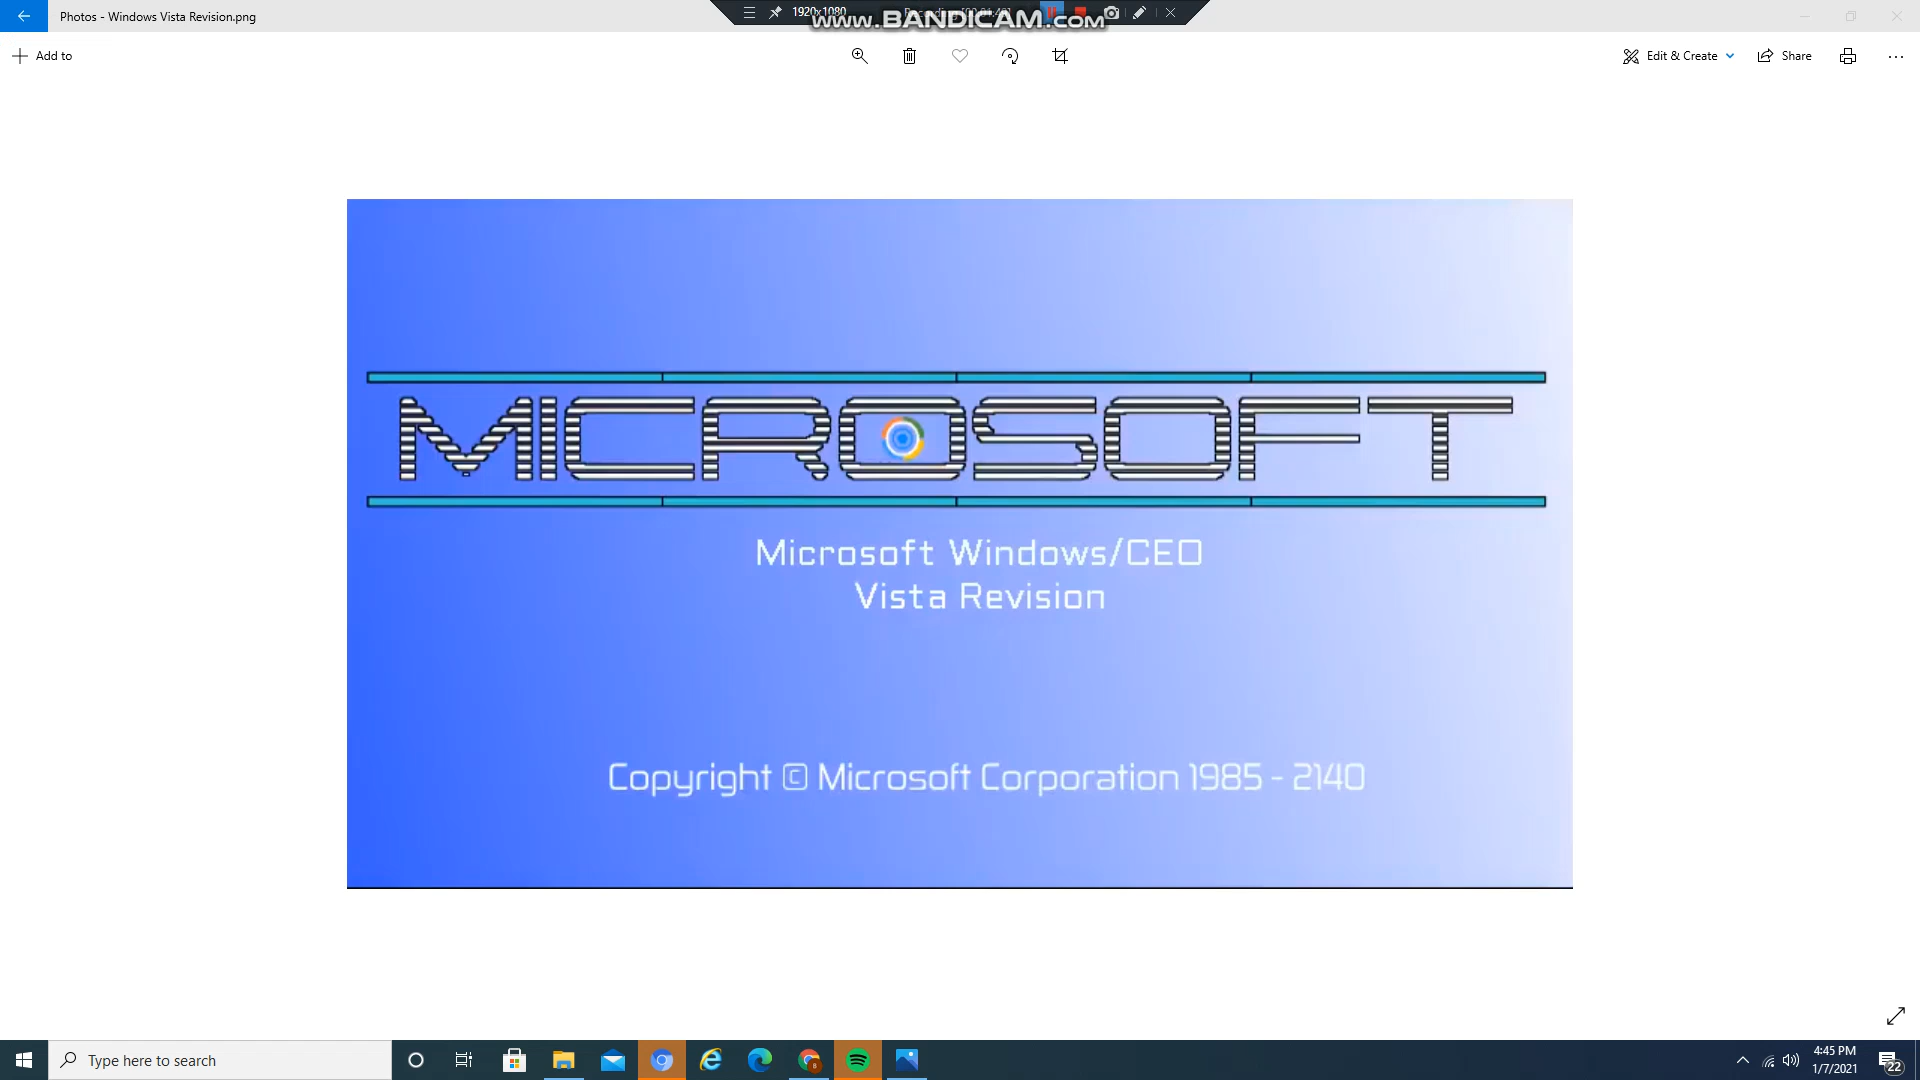 Photos - Windows Vista Revision.png
1920x1080
www.BANDICAM.com
Add to
Edit & Create
Share
MICROSOFT
Microsoft Windows/CEO
Vista Revision
Copyright © Microsoft Corporation 1985 - 2140
Type here to search
4:45 PM
1/7/2021
22